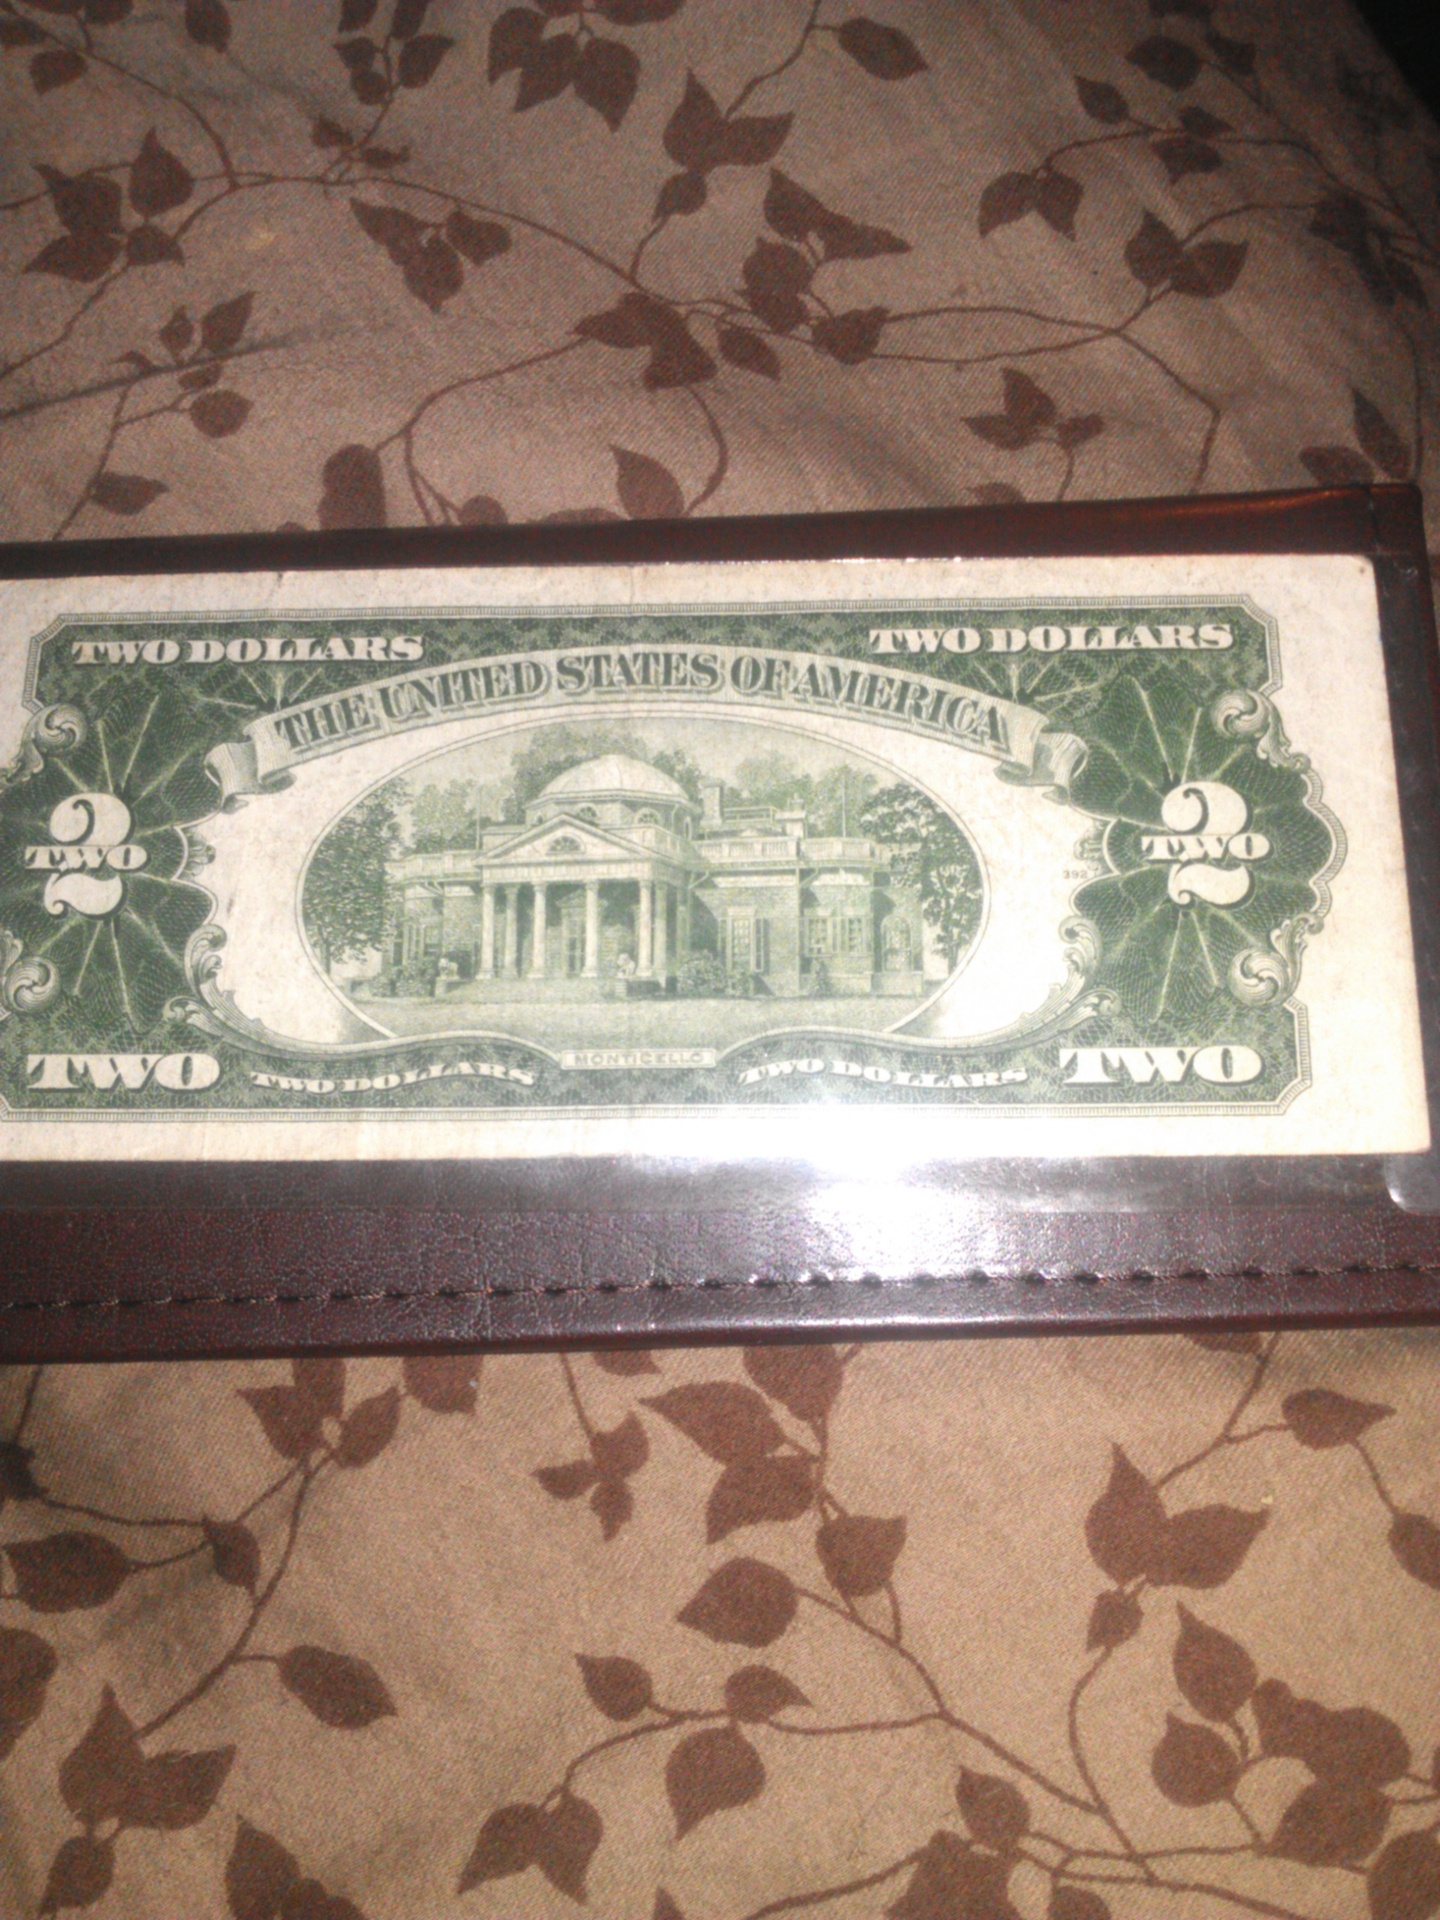 TWO DOLLARS TWO DOLLARS
THE UNITED STATES OF AMERICA
2 2
TWO TWO
392
MONTICELLO
TWO TWO DOLLARS TWO DOLLARS TWO